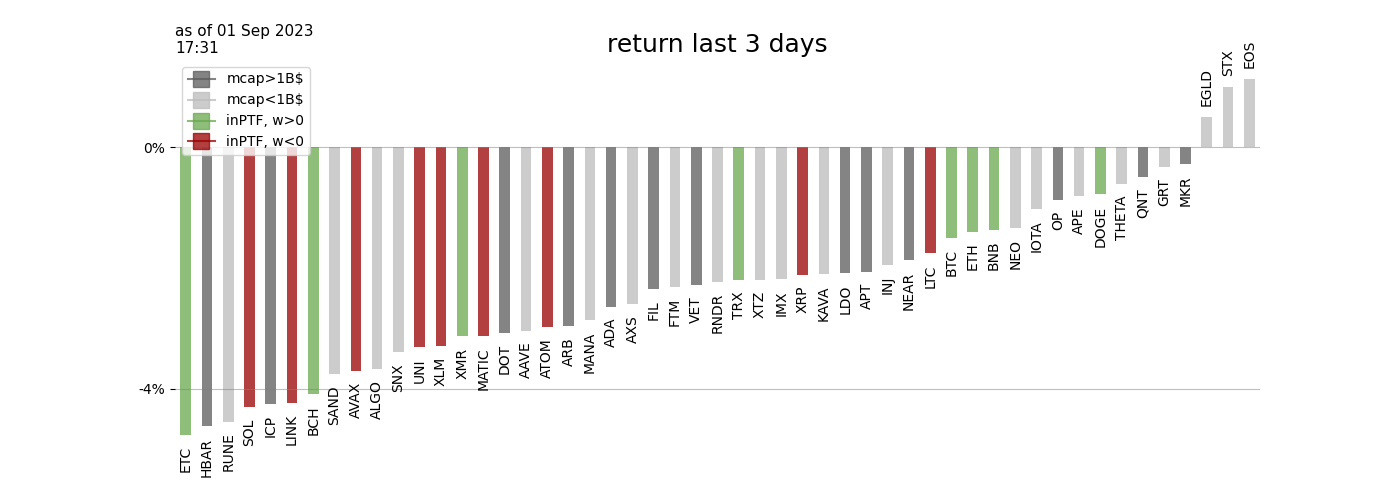 as of 01 Sep 2023
17:31
return last 3 days
mcap>1B$
mcap<1B$
inPTF, w>0
inPTF, w<0
0%
-4%
ETC
HBAR
RUNE
SOL
ICP
LINK
BCH
SAND
AVAX
ALGO
SNX
UNI
XLM
XMR
MATIC
DOT
AAVE
ATOM
ARB
MANA
ADA
AXS
FIL
FTM
VET
RNDR
TRX
XTZ
IMX
XRP
KAVA
LDO
APT
INJ
NEAR
LTC
BTC
ETH
BNB
NEO
IOTA
OP
APE
DOGE
THETA
QNT
GRT
MKR
EGLD
STX
EOS